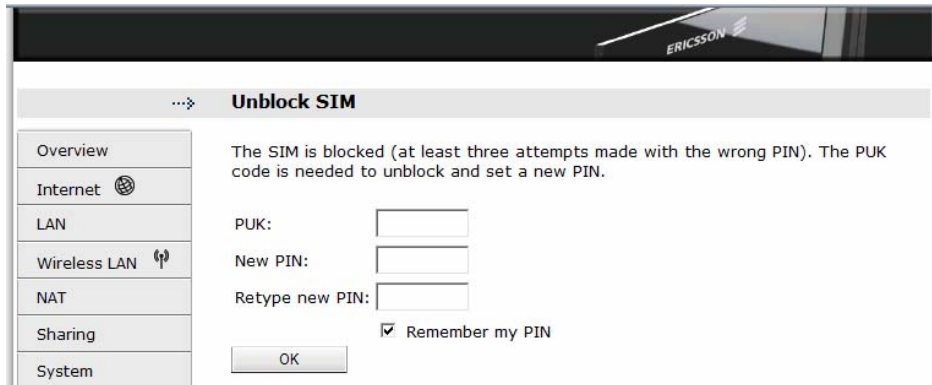 ERICSSON
Unblock SIM
Overview
Internet
LAN
Wireless LAN
NAT
Sharing
System
The SIM is blocked (at least three attempts made with the wrong PIN). The PUK
code is needed to unblock and set a new PIN.
PUK:
New PIN:
Retype new PIN:
Remember my PIN
OK